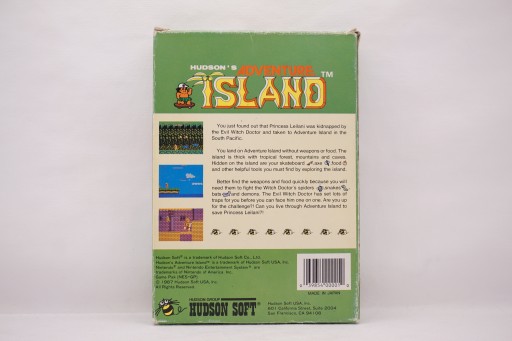 HUDSON'S
ADVENTURE
ISLAND™
You just found out that Princess Leilani was kidnapped by
the Evil Witch Doctor and taken to Adventure Island in the
South Pacific.
You land on Adventure Island without weapons or food. The
island is thick with tropical forest, mountains and caves.
Hidden on the island are your skateboard, axe, food
and other helpful tools you must find by exploring the island.
Better find the weapons and food quickly because you will
need them to fight the Witch Doctor's spiders, snakes
bats and demons. The Evil Witch Doctor has set lots of
traps for you before you can face him one on one. Are you up
for the challenge?! Can you live through Adventure Island to
save Princess Leilani?!
Hudson Soft® is a trademark of Hudson Soft Co., Ltd.
Hudson's Adventure Island™ is a trademark of Hudson Soft USA, Inc.
Nintendo® and Nintendo Entertainment System® are
trademarks of Nintendo of America, Inc.
Game Pak (NES-GP)
© 1987 Hudson Soft USA, Inc.
All Rights Reserved.
MADE IN JAPAN
HUDSON GROUP
HUDSON SOFT®
Hudson Soft USA, Inc.
San Francisco, CA 94108